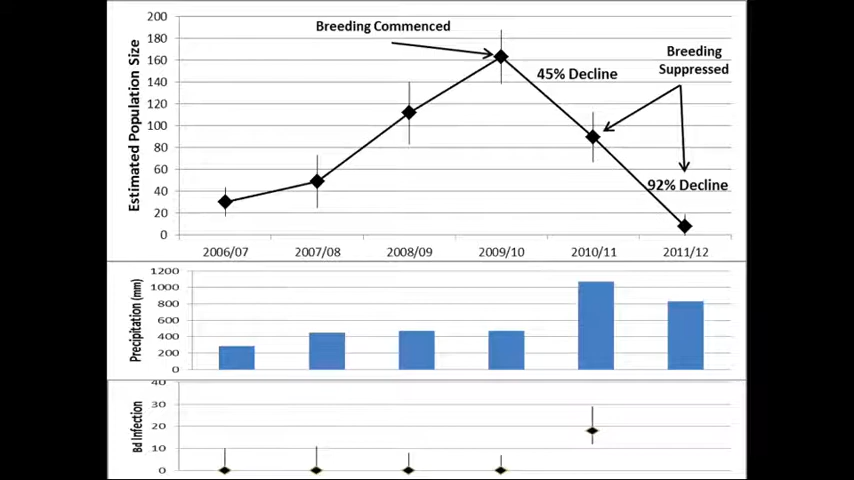 200
180
160
140
120
100
80
60
40
20
0
Estimated Population Size
Breeding Commenced
45% Decline
Breeding
Suppressed
92% Decline
2006/07 2007/08 2008/09 2009/10 2010/11 2011/12
1200
1000
800
600
400
200
0
Precipitation (mm)
40
30
20
10
0
Bd Infection